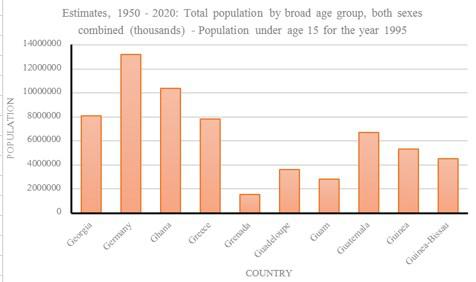 Estimates, 1950 - 2020: Total population by broad age group, both sexes
combined (thousands) - Population under age 15 for the year 1995
14000000
12000000
10000000
8000000
6000000
4000000
2000000
0
POPULATION
Georgia
Germany
Ghana
Greece
Grenada
Guadeloupe
Guam
Guatemala
Guinea
Guinea-Bissau
COUNTRY